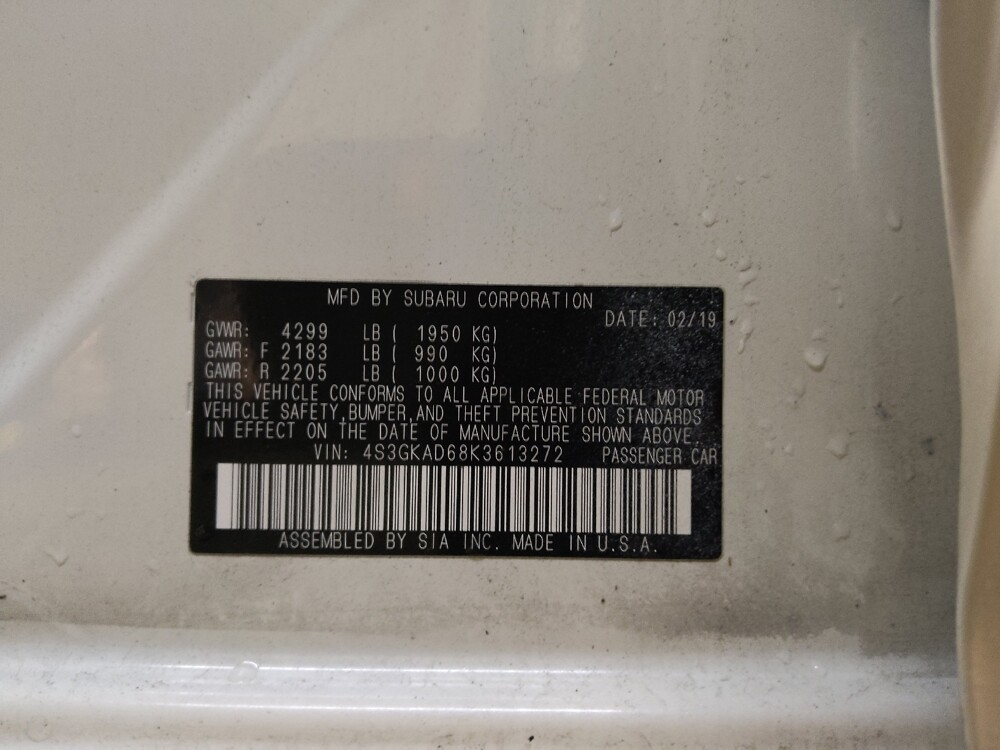 MFD BY SUBARU CORPORATION
DATE: 02/19
GVWR: 4299 LB ( 1950 KG)
GAWR: F 2183 LB ( 990 KG)
GAWR: R 2205 LB ( 1000 KG)
THIS VEHICLE CONFORMS TO ALL APPLICABLE FEDERAL MOTOR
VEHICLE SAFETY, BUMPER, AND THEFT PREVENTION STANDARDS
IN EFFECT ON THE DATE OF MANUFACTURE SHOWN ABOVE.
VIN: 4S3GKAD68K3613272 PASSENGER CAR
ASSEMBLED BY SIA INC. MADE IN U.S.A.